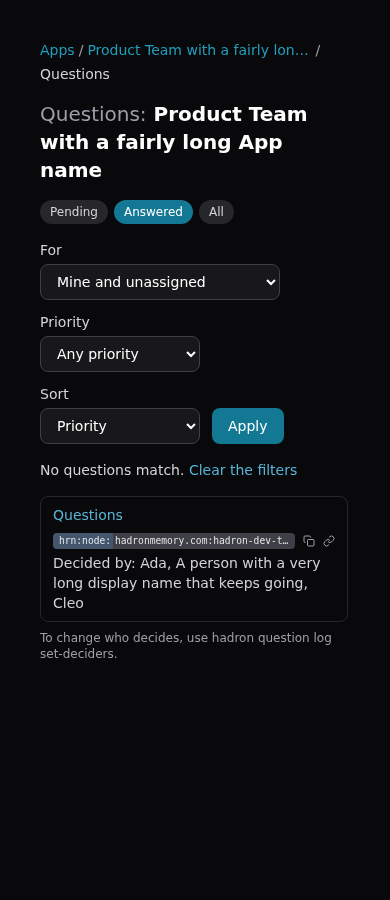 Apps / Product Team with a fairly lon… /
Questions
Questions: Product Team
with a fairly long App
name
Pending Answered All
For
Mine and unassigned
Priority
Any priority
Sort
Priority Apply
No questions match. Clear the filters
Questions
hrn:node: hadronmemory.com:hadron-dev-t…
Decided by: Ada, A person with a very
long display name that keeps going,
Cleo
To change who decides, use hadron question log
set-deciders.